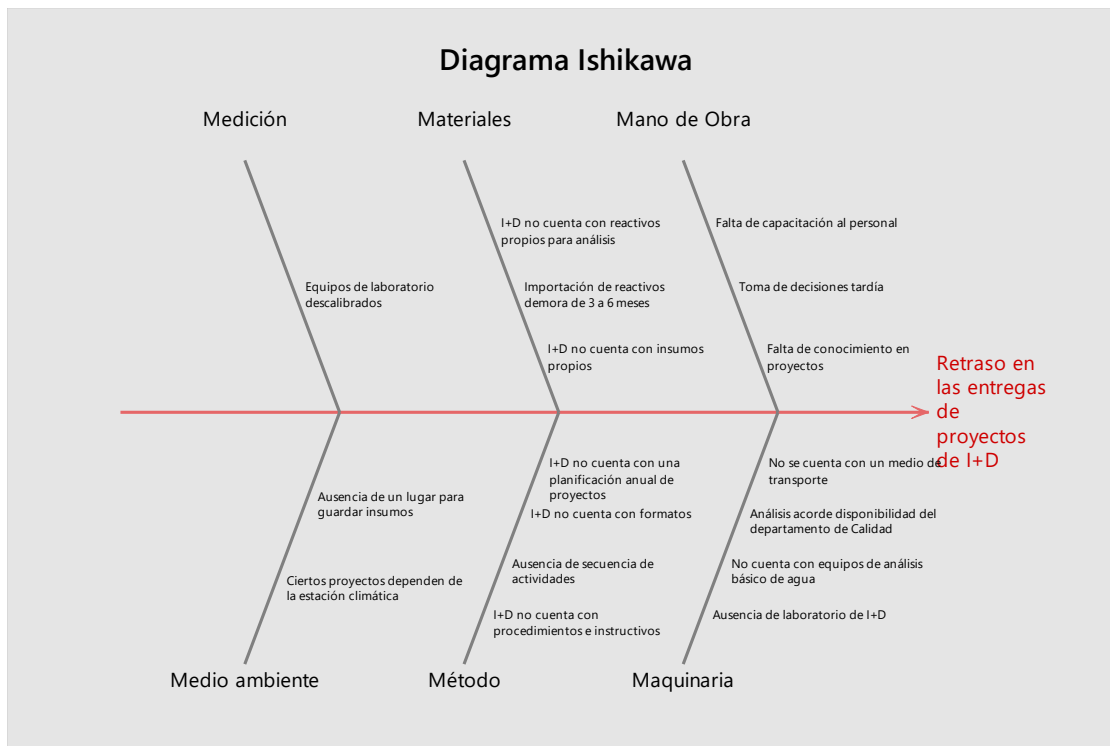 Diagrama Ishikawa
Medición
Materiales
Mano de Obra
I+D no cuenta con reactivos
propios para análisis
Falta de capacitación al personal
Equipos de laboratorio
descalibrados
Importación de reactivos
demora de 3 a 6 meses
Toma de decisiones tardía
I+D no cuenta con insumos
propios
Falta de conocimiento en
proyectos
Retraso en
las entregas
de
proyectos
de I+D
Ausencia de un lugar para
guardar insumos
I+D no cuenta con una
planificación anual de
proyectos
No se cuenta con un medio de
transporte
I+D no cuenta con formatos
Análisis acorde disponibilidad del
departamento de Calidad
Ciertos proyectos dependen de
la estación climática
Ausencia de secuencia de
actividades
No cuenta con equipos de análisis
básico de agua
I+D no cuenta con
procedimientos e instructivos
Ausencia de laboratorio de I+D
Medio ambiente
Método
Maquinaria